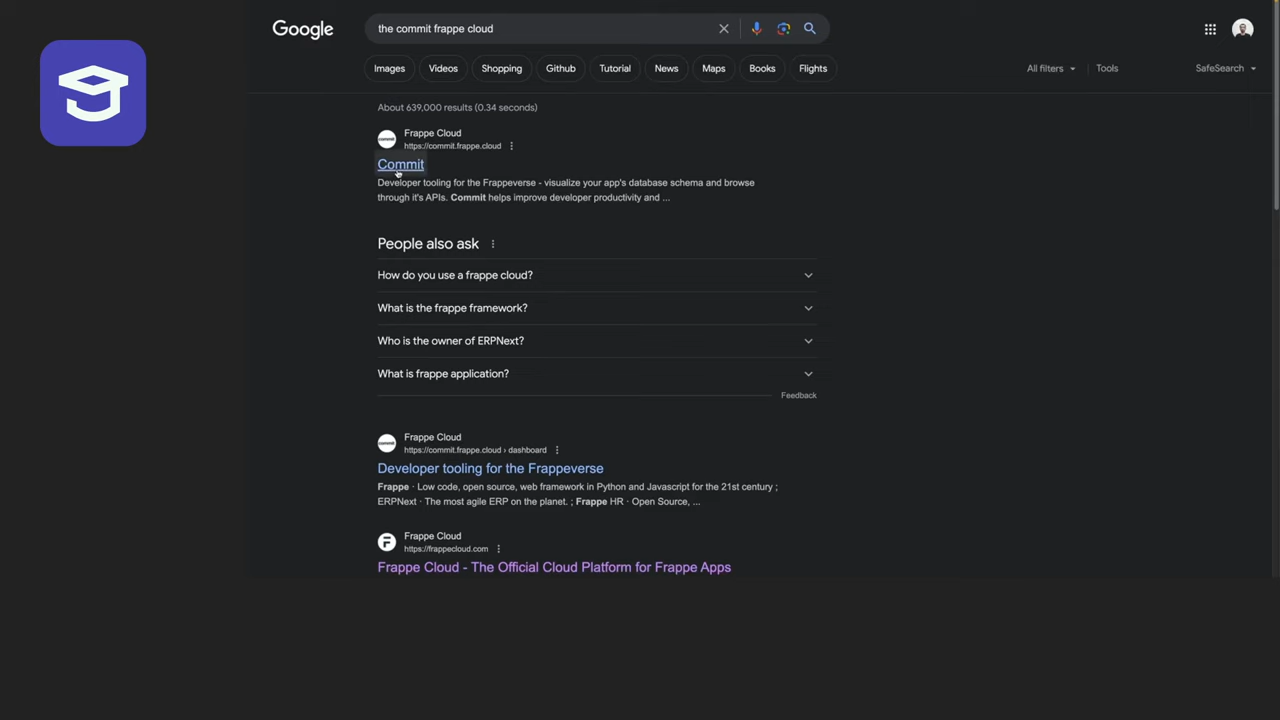 Google
the commit frappe cloud
Images Videos Shopping Github Tutorial News Maps Books Flights
All filters Tools SafeSearch
About 639,000 results (0.34 seconds)
commit
Frappe Cloud
https://commit.frappe.cloud
Commit
Developer tooling for the Frappeverse - visualize your app's database schema and browse
through it's APIs. Commit helps improve developer productivity and ...
People also ask
How do you use a frappe cloud?
What is the frappe framework?
Who is the owner of ERPNext?
What is frappe application?
Feedback
commit
Frappe Cloud
https://commit.frappe.cloud › dashboard
Developer tooling for the Frappeverse
Frappe · Low code, open source, web framework in Python and Javascript for the 21st century ;
ERPNext · The most agile ERP on the planet. ; Frappe HR · Open Source, ...
Frappe Cloud
https://frappecloud.com
Frappe Cloud - The Official Cloud Platform for Frappe Apps